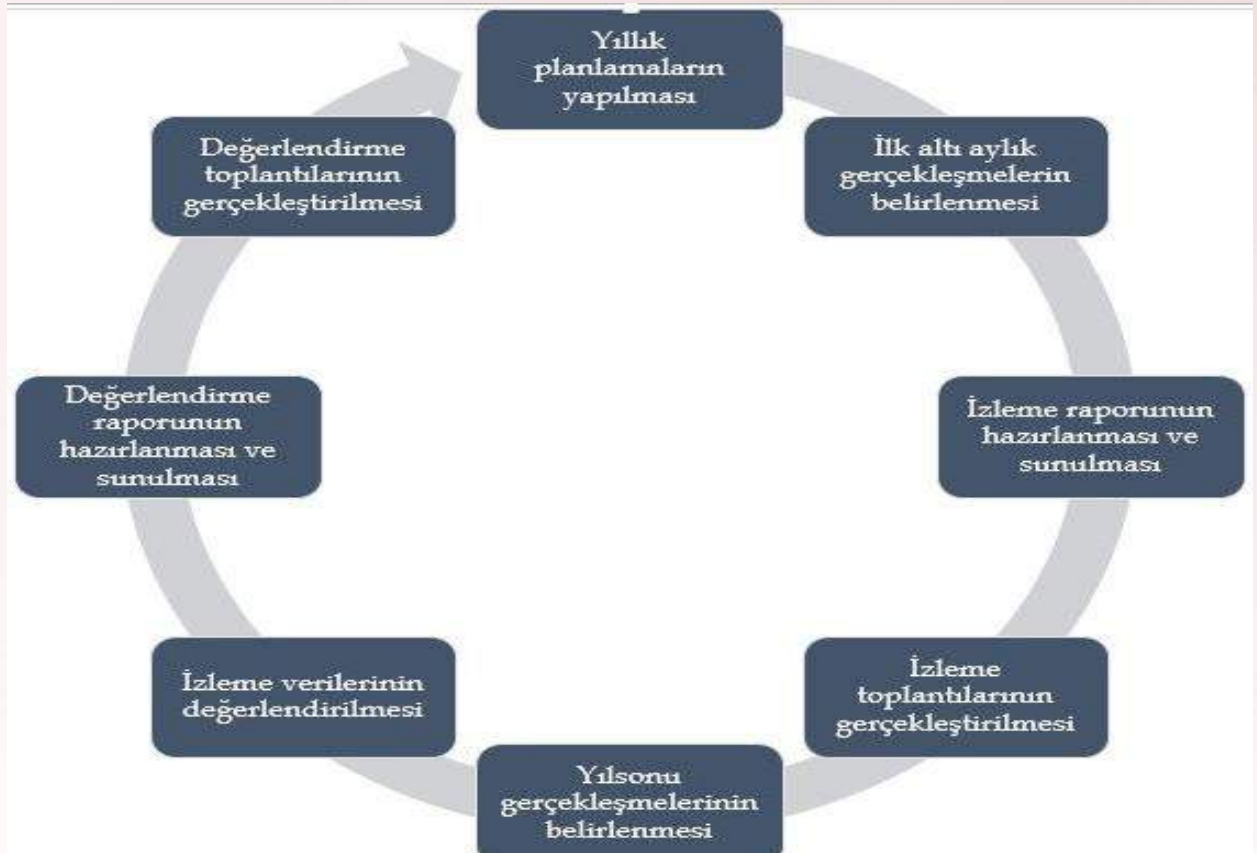 Yıllık
planlamaların
yapılması
İlk altı aylık
gerçekleşmelerin
belirlenmesi
İzleme raporunun
hazırlanması ve
sunulması
İzleme
toplantılarının
gerçekleştirilmesi
Yılsonu
gerçekleşmelerinin
belirlenmesi
İzleme verilerinin
değerlendirilmesi
Değerlendirme
raporunun
hazırlanması ve
sunulması
Değerlendirme
toplantılarının
gerçekleştirilmesi